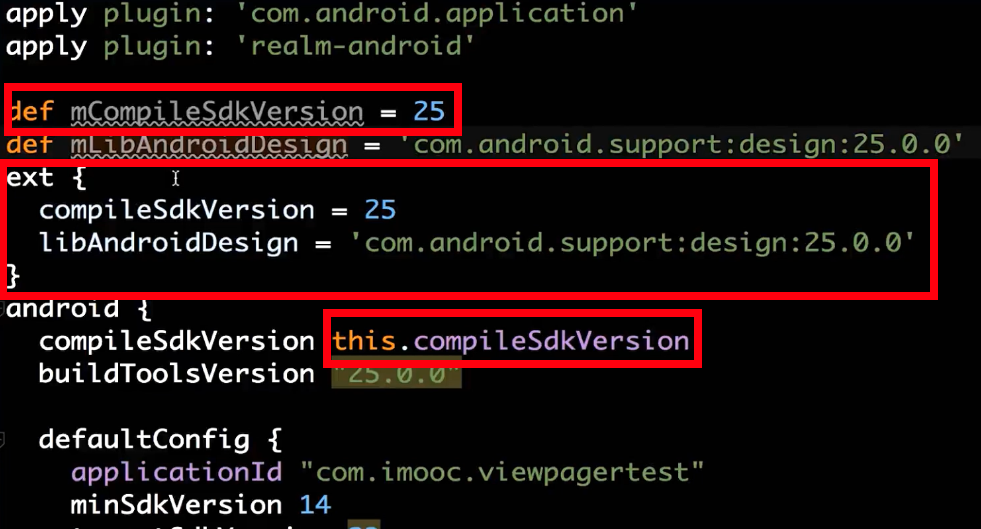 apply plugin: 'com.android.application'
apply plugin: 'realm-android'
def mCompileSdkVersion = 25
def mLibAndroidDesign = 'com.android.support:design:25.0.0'
ext {
compileSdkVersion = 25
libAndroidDesign = 'com.android.support:design:25.0.0'
}
android {
compileSdkVersion this.compileSdkVersion
buildToolsVersion "25.0.0"
defaultConfig {
applicationId "com.imooc.viewpagertest"
minSdkVersion 14